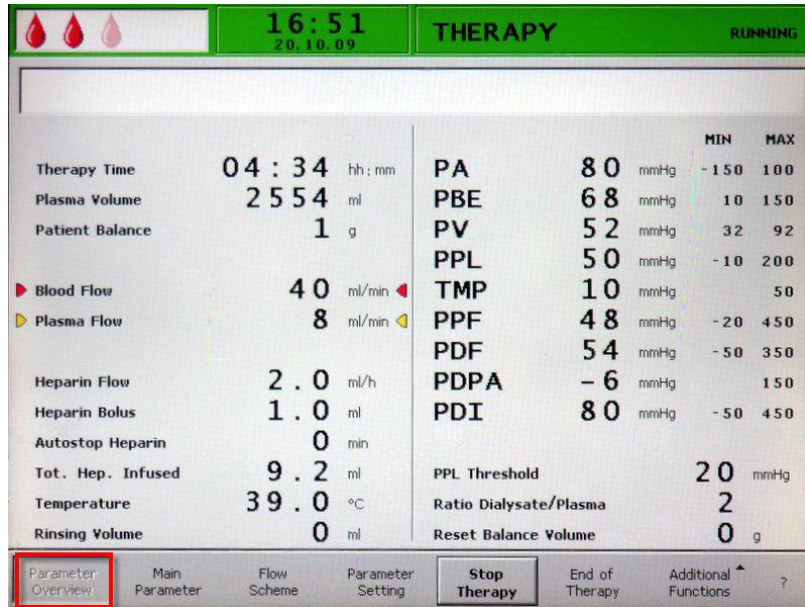 16:51
20.10.09
THERAPY
RUNNING
MIN MAX
Therapy Time 04:34 hh:mm
Plasma Volume 2554 ml
Patient Balance 1 g
Blood Flow 40 ml/min
Plasma Flow 8 ml/min
Heparin Flow 2.0 ml/h
Heparin Bolus 1.0 ml
Autostop Heparin 0 min
Tot. Hep. Infused 9.2 ml
Temperature 39.0 °C
Rinsing Volume 0 ml
PA 80 mmHg -150 100
PBE 68 mmHg 10 150
PV 52 mmHg 32 92
PPL 50 mmHg -10 200
TMP 10 mmHg 50
PPF 48 mmHg -20 450
PDF 54 mmHg -50 350
PDPA -6 mmHg 150
PDI 80 mmHg -50 450
PPL Threshold 20 mmHg
Ratio Dialysate/Plasma 2
Reset Balance Volume 0 g
Parameter
Overview
Main
Parameter
Flow
Scheme
Parameter
Setting
Stop
Therapy
End of
Therapy
Additional
Functions
?